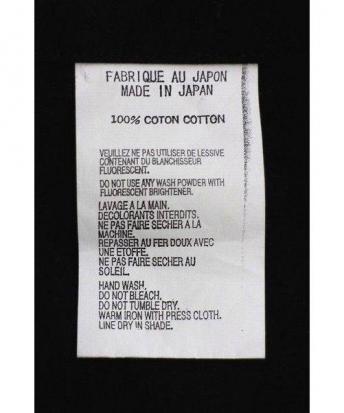 FABRIQUE AU JAPON
MADE IN JAPAN
100% COTON COTTON
VEUILLEZ NE PAS UTILISER DE LESSIVE
CONTENANT DU BLANCHISSEUR
FLUORESCENT.
DO NOT USE ANY WASH POWDER WITH
FLUORESCENT BRIGHTENER.
LAVAGE A LA MAIN.
DECOLORANTS INTERDITS.
NE PAS FAIRE SECHER A LA
MACHINE.
REPASSER AU FER DOUX AVEC
UNE ETOFFE.
NE PAS FAIRE SECHER AU
SOLEIL.
HAND WASH.
DO NOT BLEACH.
DO NOT TUMBLE DRY.
WARM IRON WITH PRESS CLOTH.
LINE DRY IN SHADE.